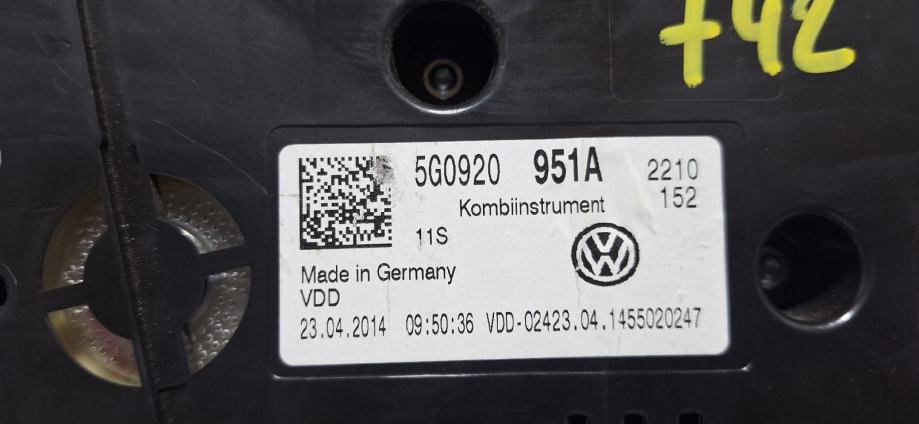 742
5G0920 951A 2210
152
Kombiinstrument
11S
Made in Germany
VDD
23.04.2014 09:50:36 VDD-02423.04.1455020247